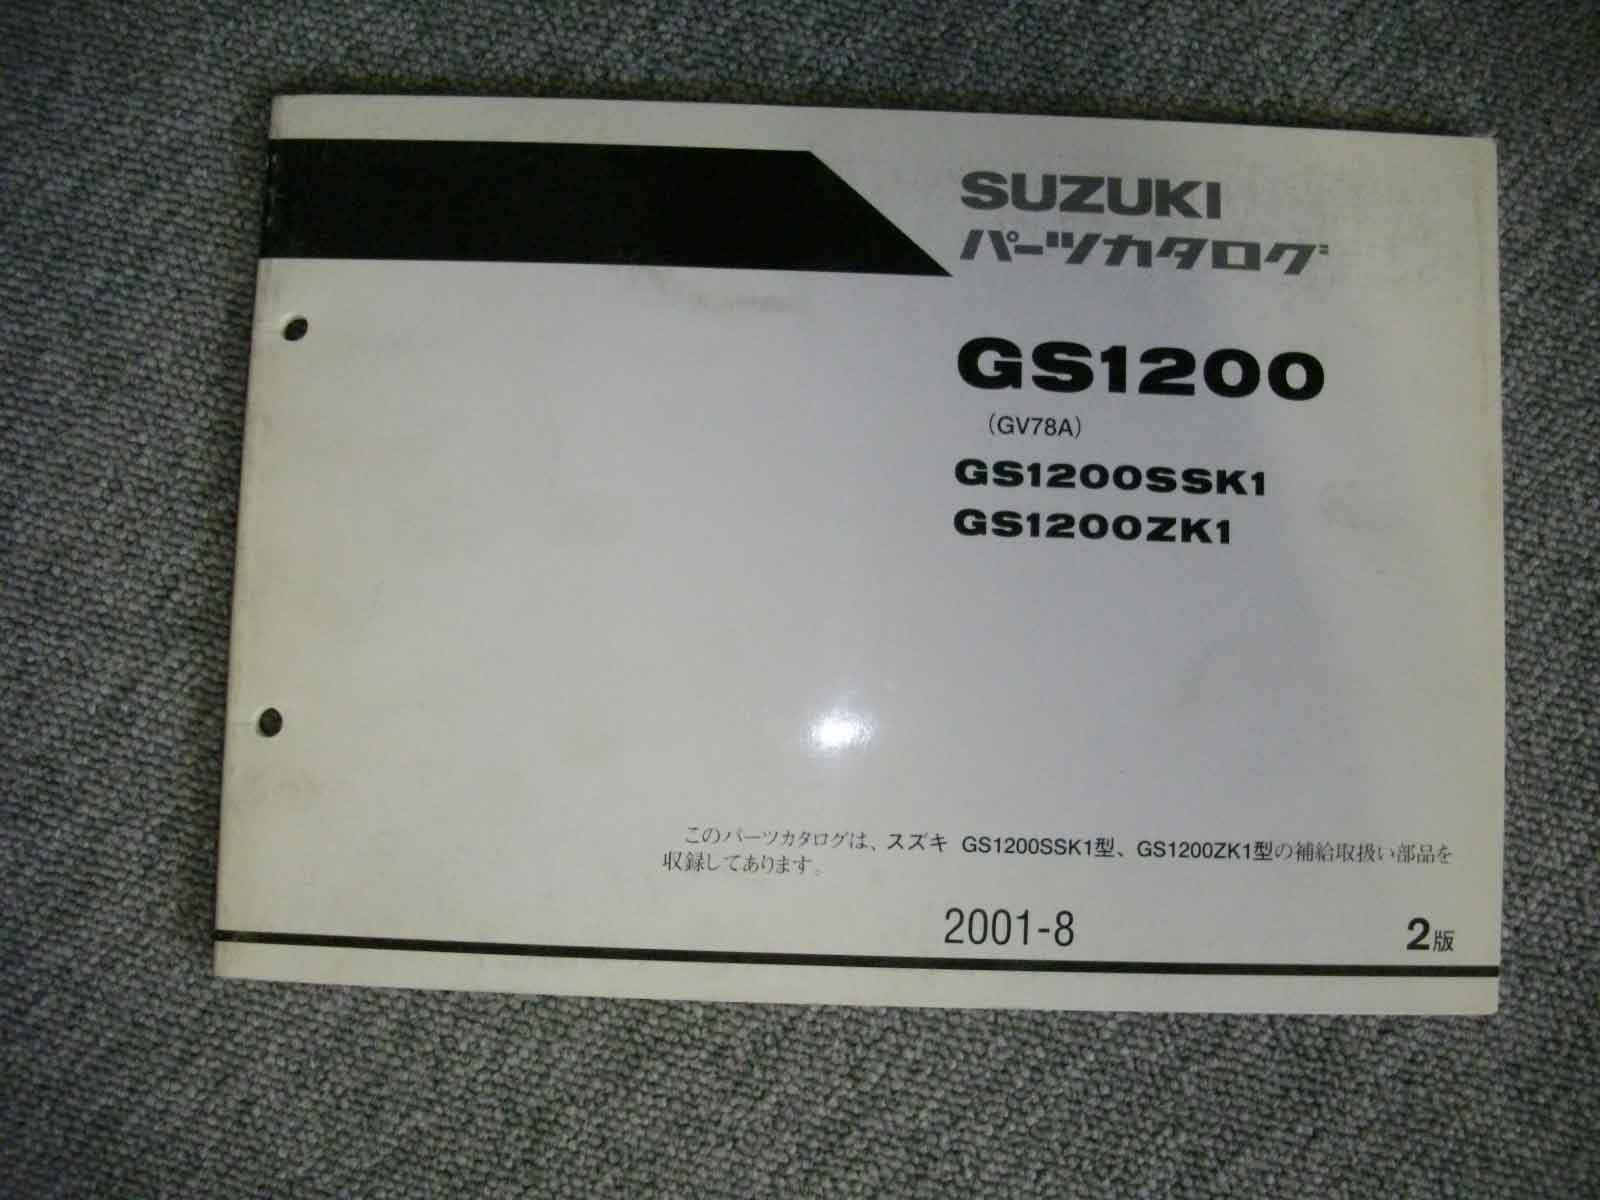 SUZUKI
パーツカタログ
GS1200
(GV78A)
GS1200SSK1
GS1200ZK1
このパーツカタログは、スズキ GS1200SSK1型、GS1200ZK1型の補給取扱い部品を
収録してあります。
2001-8 2版